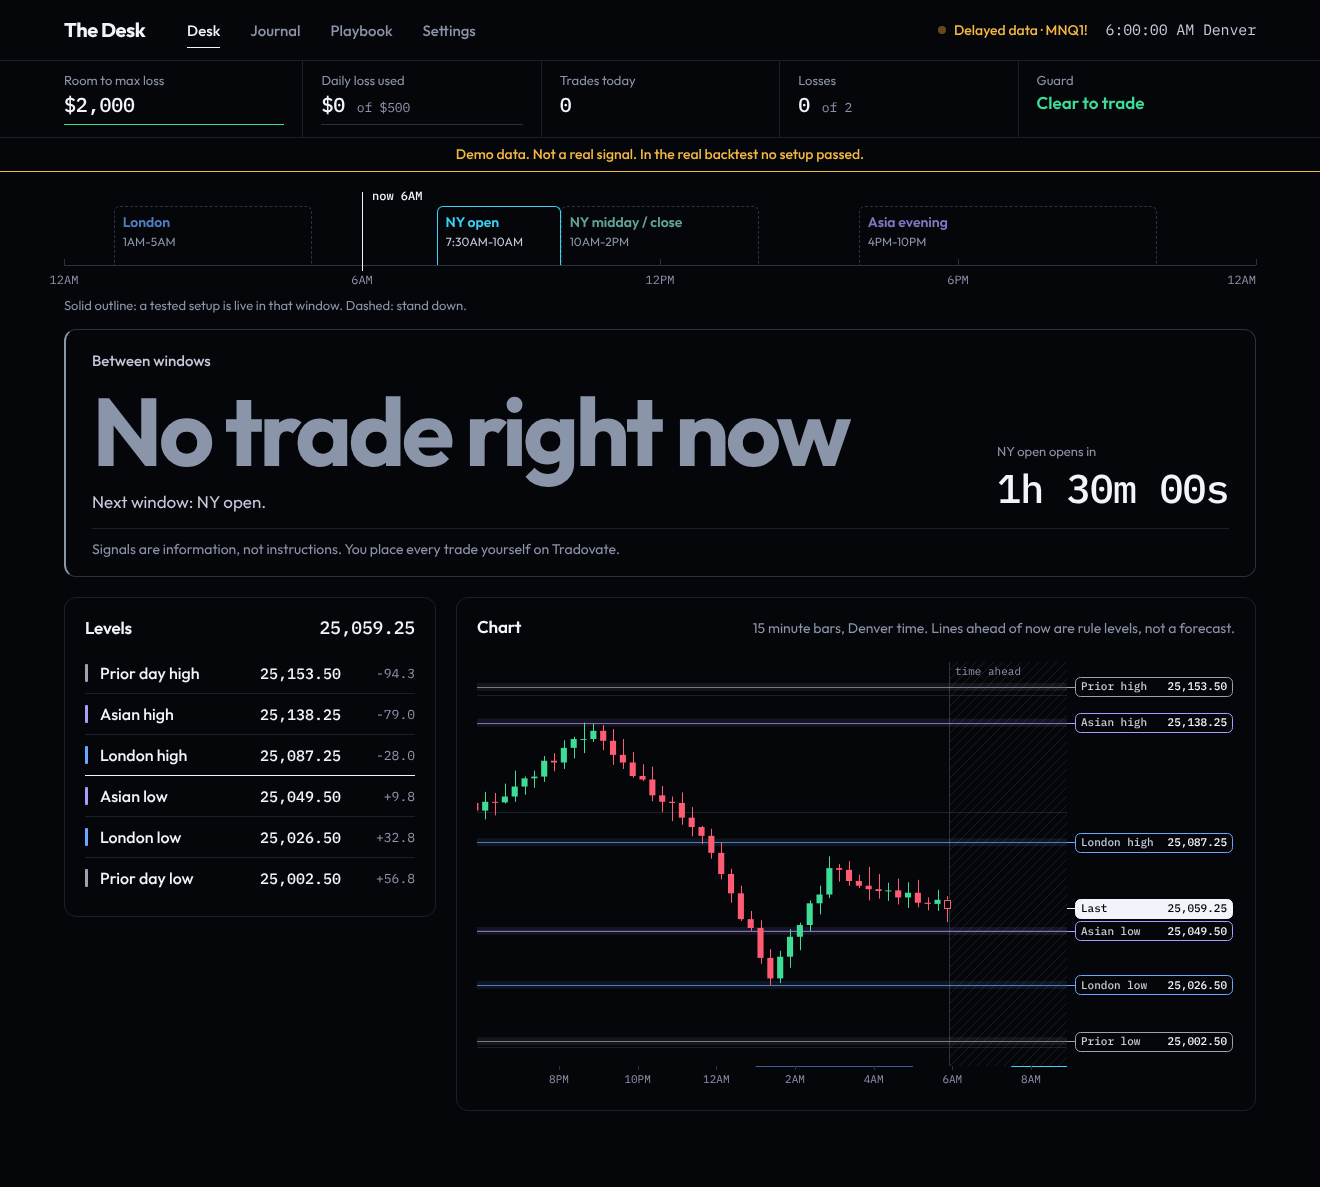 The Desk
Desk
Journal
Playbook
Settings
Delayed data · MNQ1!
6:00:00 AM Denver
Room to max loss
$2,000
Daily loss used
$0 of $500
Trades today
0
Losses
0 of 2
Guard
Clear to trade
Demo data. Not a real signal. In the real backtest no setup passed.
now 6AM
London
1AM-5AM
NY open
7:30AM-10AM
NY midday / close
10AM-2PM
Asia evening
4PM-10PM
12AM
6AM
12PM
6PM
12AM
Solid outline: a tested setup is live in that window. Dashed: stand down.
Between windows
No trade right now
Next window: NY open.
NY open opens in
1h 30m 00s
Signals are information, not instructions. You place every trade yourself on Tradovate.
Levels 25,059.25
Prior day high 25,153.50 -94.3
Asian high 25,138.25 -79.0
London high 25,087.25 -28.0
Asian low 25,049.50 +9.8
London low 25,026.50 +32.8
Prior day low 25,002.50 +56.8
Chart
15 minute bars, Denver time. Lines ahead of now are rule levels, not a forecast.
time ahead
Prior high 25,153.50
Asian high 25,138.25
London high 25,087.25
Last 25,059.25
Asian low 25,049.50
London low 25,026.50
Prior low 25,002.50
8PM
10PM
12AM
2AM
4AM
6AM
8AM